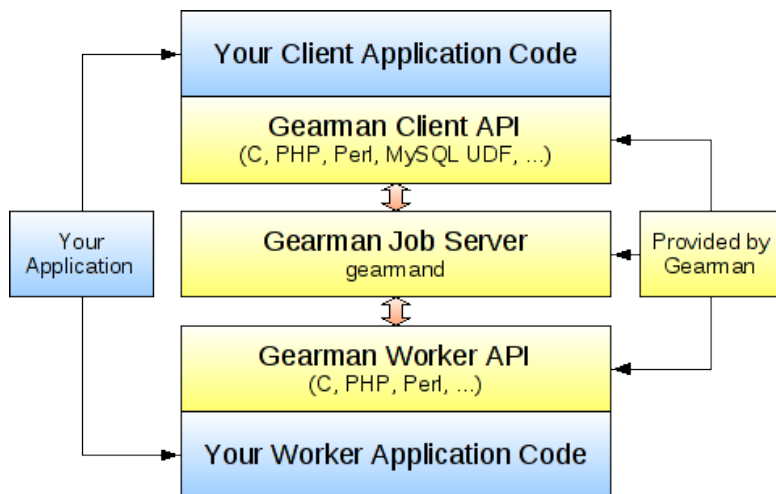 Your Client Application Code
Gearman Client API
(C, PHP, Perl, MySQL UDF, ...)
Your
Application
Gearman Job Server
gearmand
Provided by
Gearman
Gearman Worker API
(C, PHP, Perl, ...)
Your Worker Application Code